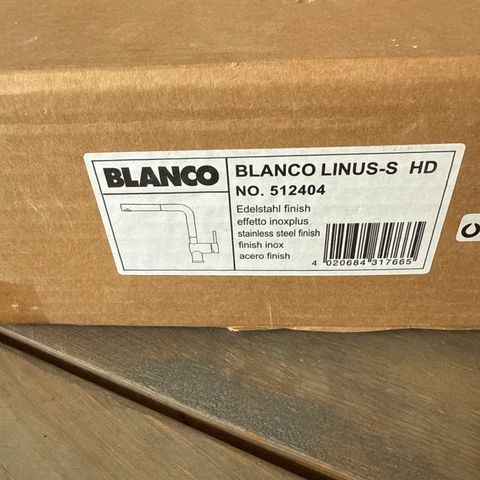 BLANCO
BLANCO LINUS-S HD
NO. 512404
Edelstahl finish
effetto inoxplus
stainless steel finish
finish inox
acero finish
4 020684 317665